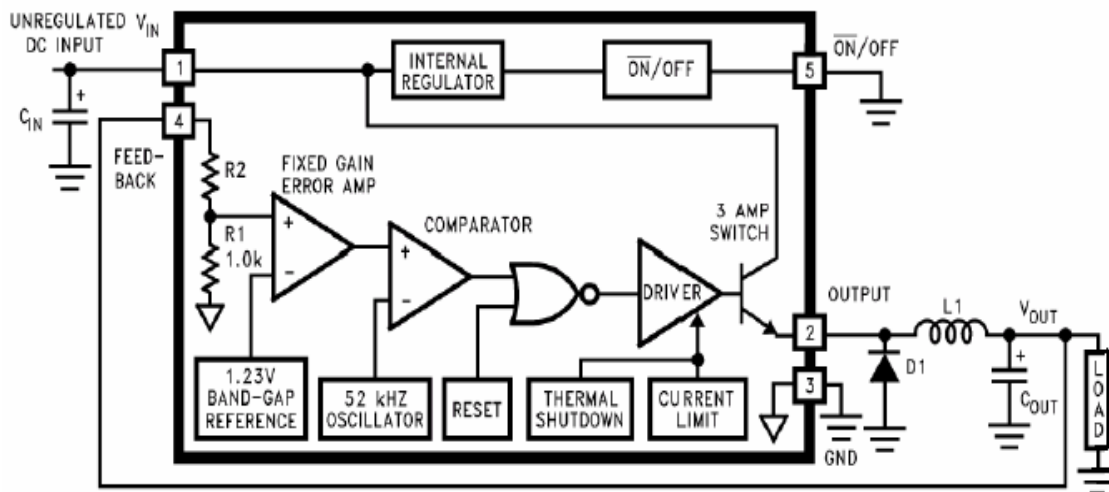 UNREGULATED V_IN
DC INPUT
1
INTERNAL
REGULATOR
ON/OFF
5
ON/OFF
+
C_IN
4
FEED-
BACK
R2
FIXED GAIN
ERROR AMP
R1
1.0k
+
-
COMPARATOR
+
-
3 AMP
SWITCH
DRIVER
OUTPUT
2
L1
V_OUT
D1
+
C_OUT
LOAD
3
GND
1.23V
BAND-GAP
REFERENCE
52 kHZ
OSCILLATOR
RESET
THERMAL
SHUTDOWN
CURRENT
LIMIT